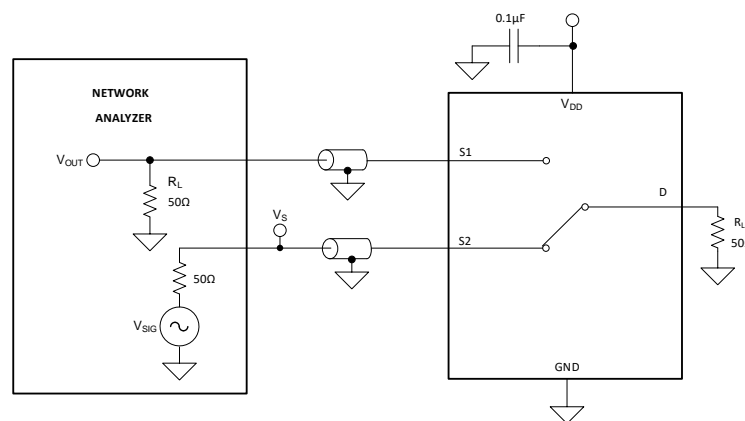 0.1µF
NETWORK
ANALYZER
VDD
VOUT
S1
RL
50Ω
D
VS
S2
RL
50
50Ω
VSIG
GND